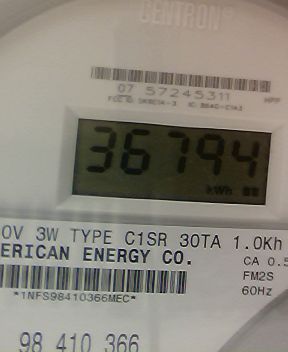 CENTRON
07 57245311
36794
kWh
0V 3W TYPE C1SR 30TA 1.0Kh
ERICAN ENERGY CO.
CA 0.5
FM2S
*1NFS98410366MEC*
60Hz
98 410 366